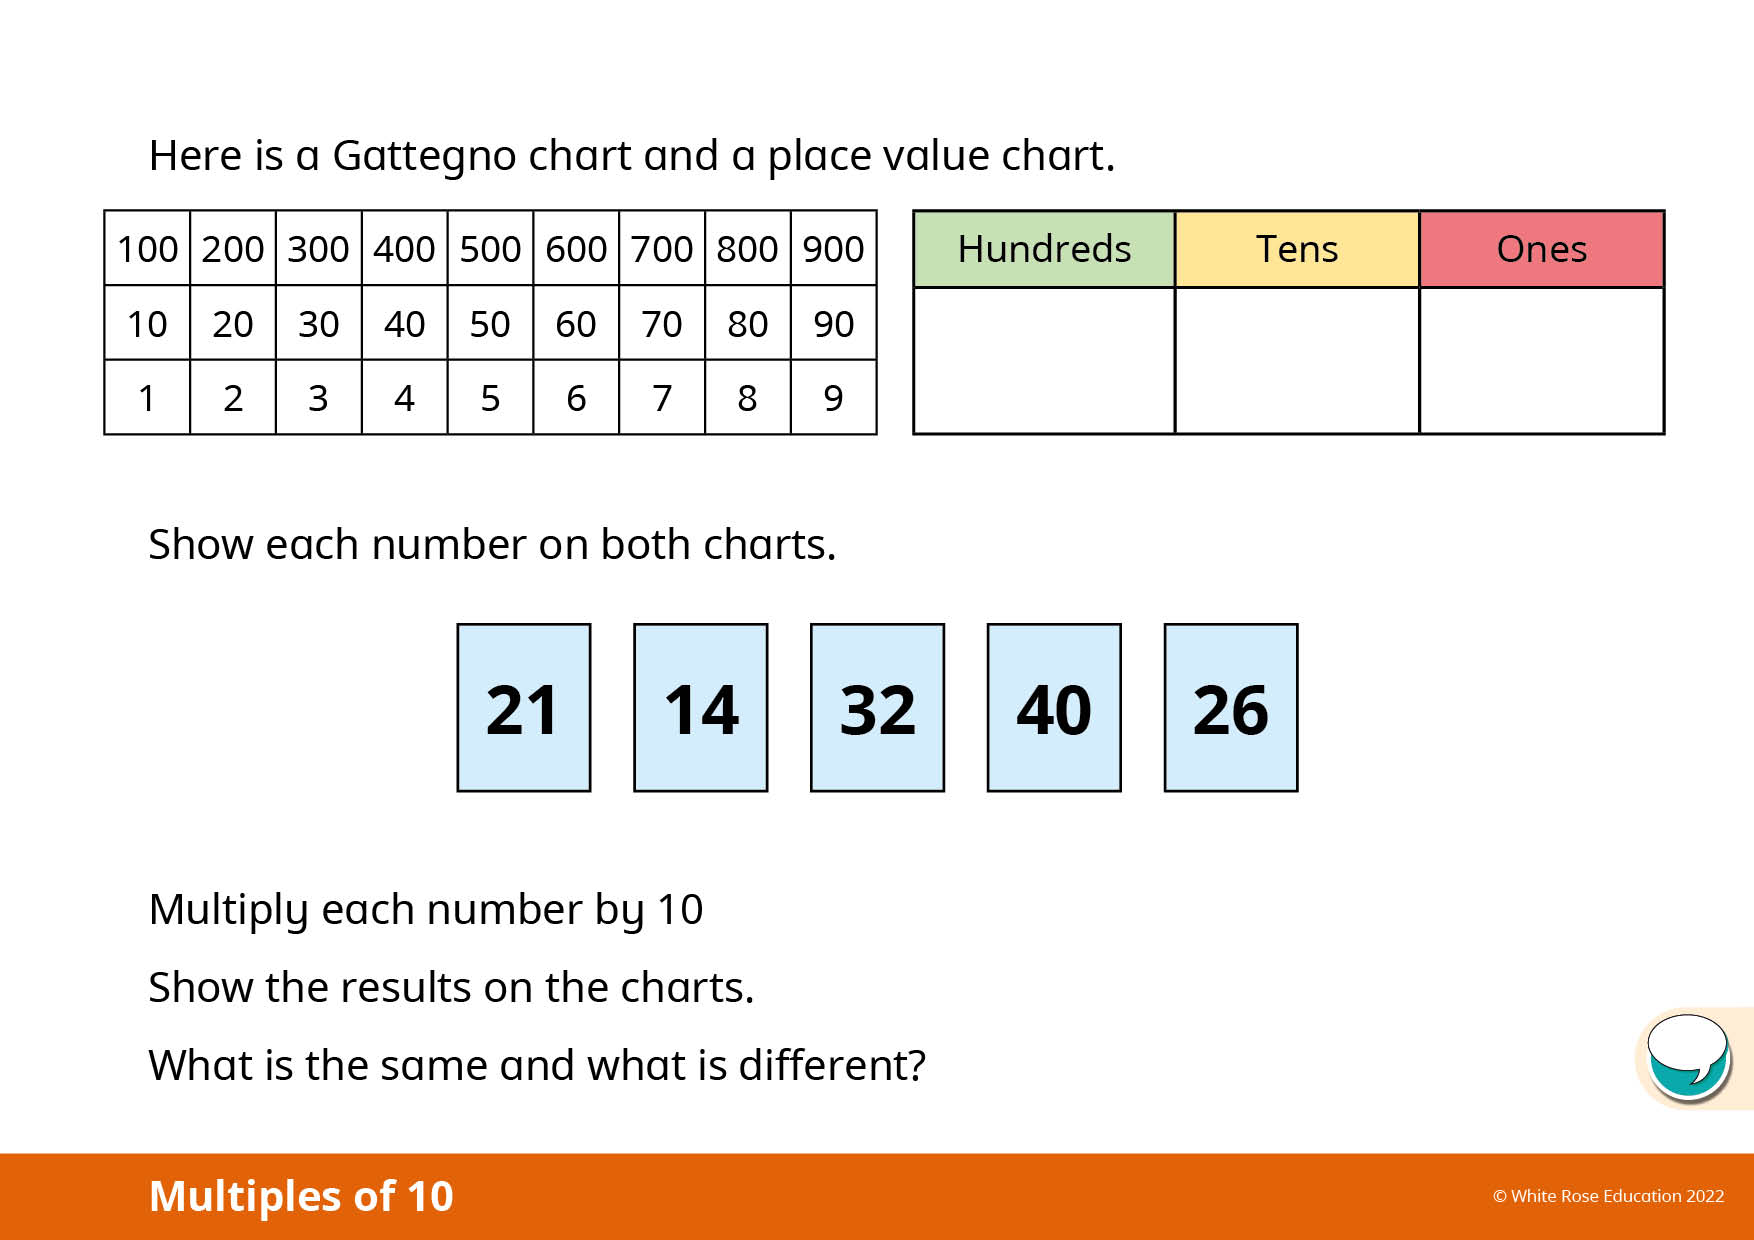 Here is a Gattegno chart and a place value chart.
100 200 300 400 500 600 700 800 900
10 20 30 40 50 60 70 80 90
1 2 3 4 5 6 7 8 9
Hundreds Tens Ones
Show each number on both charts.
21 14 32 40 26
Multiply each number by 10
Show the results on the charts.
What is the same and what is different?
Multiples of 10
© White Rose Education 2022